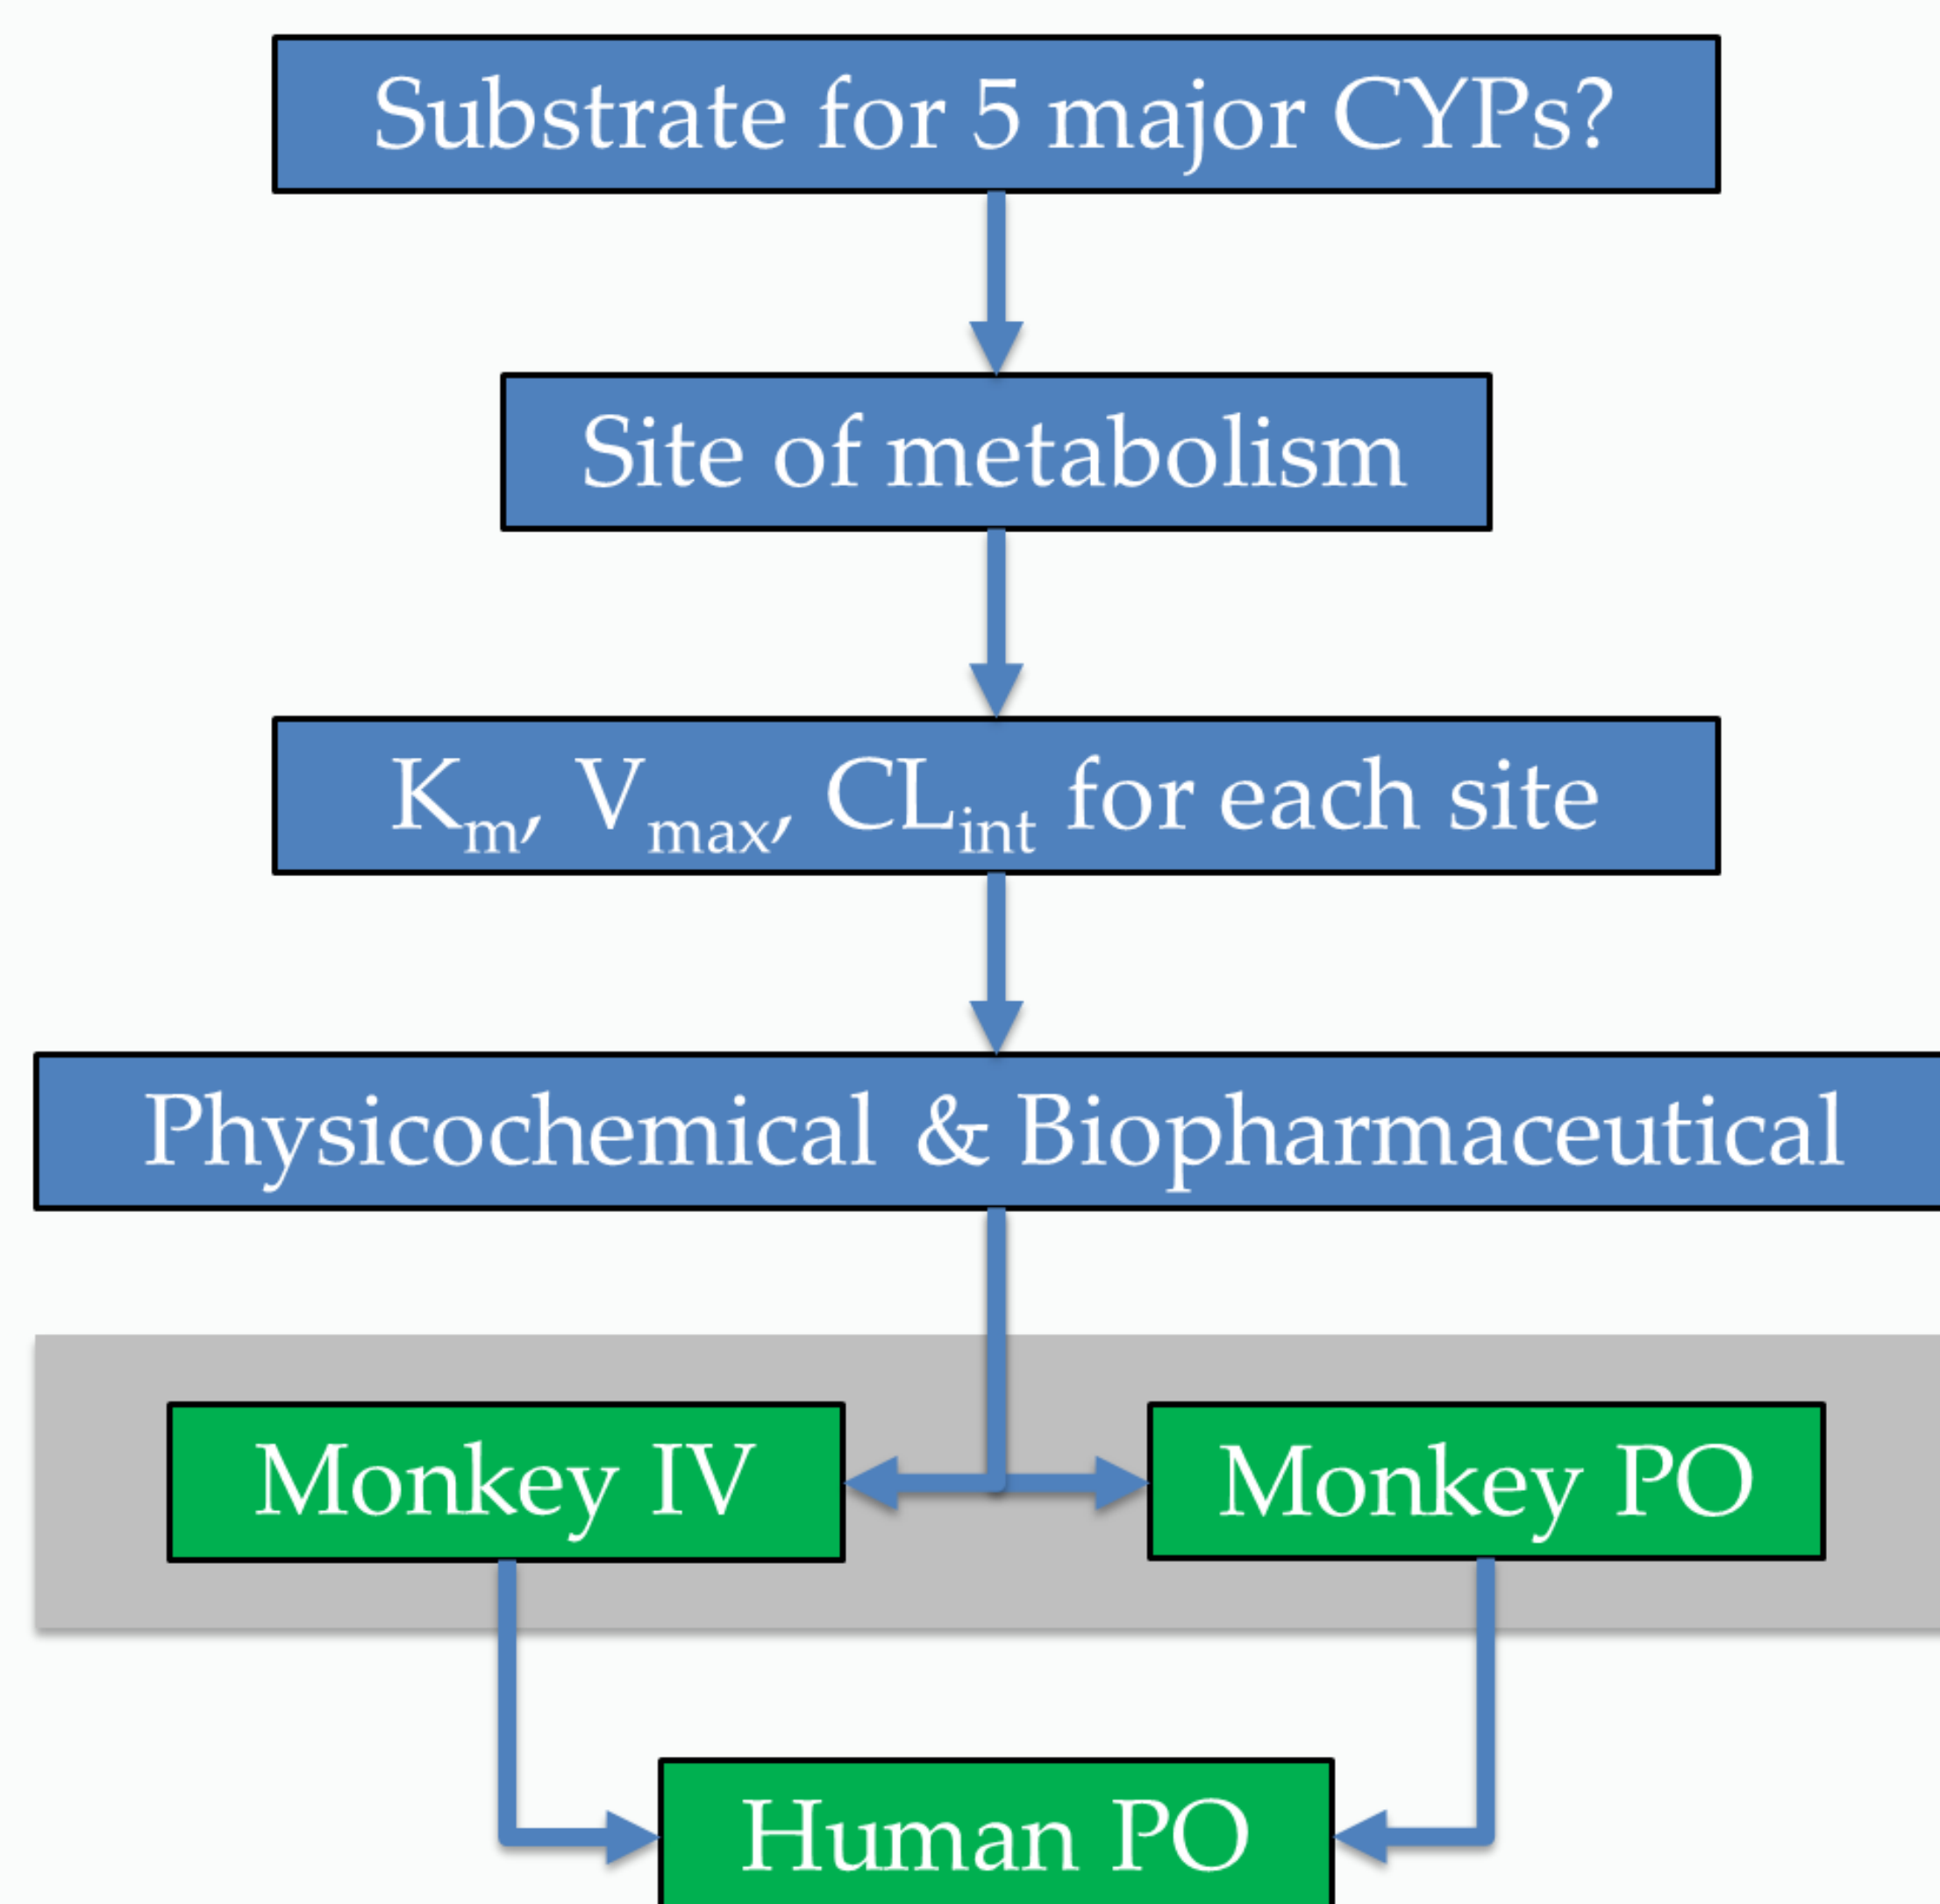 Substrate for 5 major CYPs?
Site of metabolism
Km, Vmax, CLint for each site
Physicochemical & Biopharmaceutical
Monkey IV
Monkey PO
Human PO